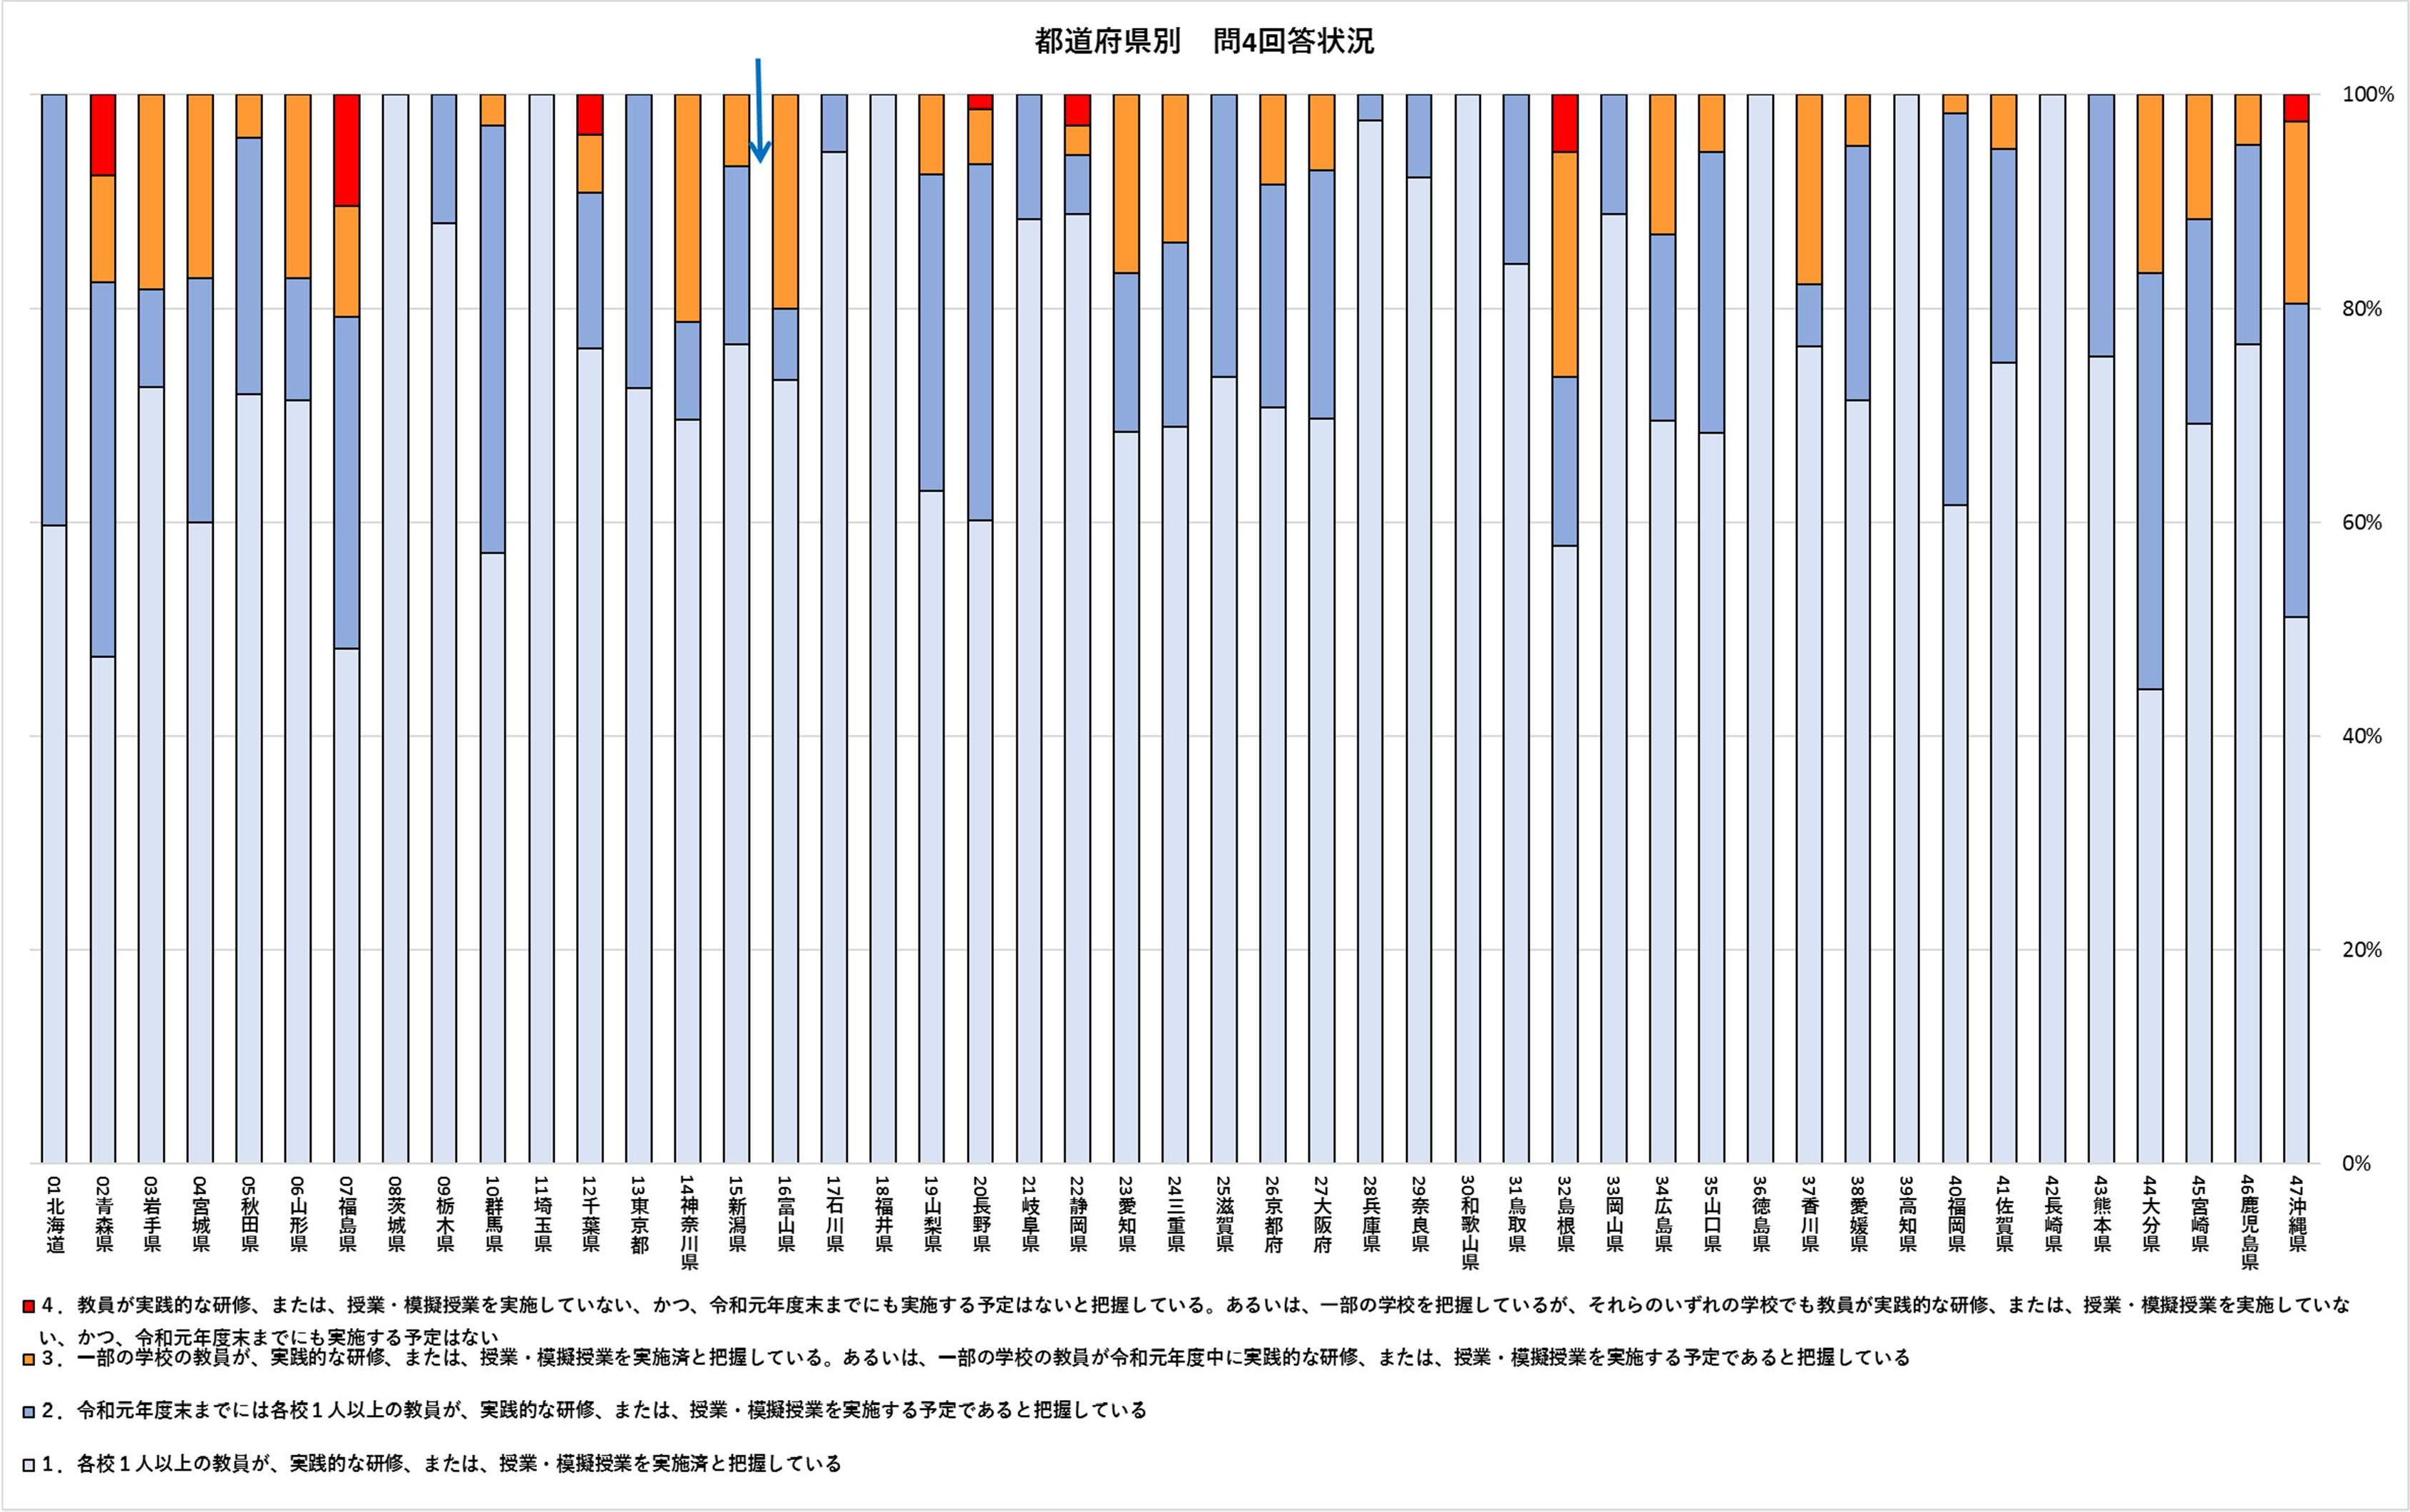 都道府県別　問4回答状況
100%
80%
60%
40%
20%
0%
01北海道
02青森県
03岩手県
04宮城県
05秋田県
06山形県
07福島県
08茨城県
09栃木県
10群馬県
11埼玉県
12千葉県
13東京都
14神奈川県
15新潟県
16富山県
17石川県
18福井県
19山梨県
20長野県
21岐阜県
22静岡県
23愛知県
24三重県
25滋賀県
26京都府
27大阪府
28兵庫県
29奈良県
30和歌山県
31鳥取県
32島根県
33岡山県
34広島県
35山口県
36徳島県
37香川県
38愛媛県
39高知県
40福岡県
41佐賀県
42長崎県
43熊本県
44大分県
45宮崎県
46鹿児島県
47沖縄県
４．教員が実践的な研修、または、授業・模擬授業を実施していない、かつ、令和元年度末までにも実施する予定はないと把握している。あるいは、一部の学校を把握しているが、それらのいずれの学校でも教員が実践的な研修、または、授業・模擬授業を実施していな
い、かつ、令和元年度末までにも実施する予定はない
３．一部の学校の教員が、実践的な研修、または、授業・模擬授業を実施済と把握している。あるいは、一部の学校の教員が令和元年度中に実践的な研修、または、授業・模擬授業を実施する予定であると把握している
２．令和元年度末までには各校１人以上の教員が、実践的な研修、または、授業・模擬授業を実施する予定であると把握している
１．各校１人以上の教員が、実践的な研修、または、授業・模擬授業を実施済と把握している